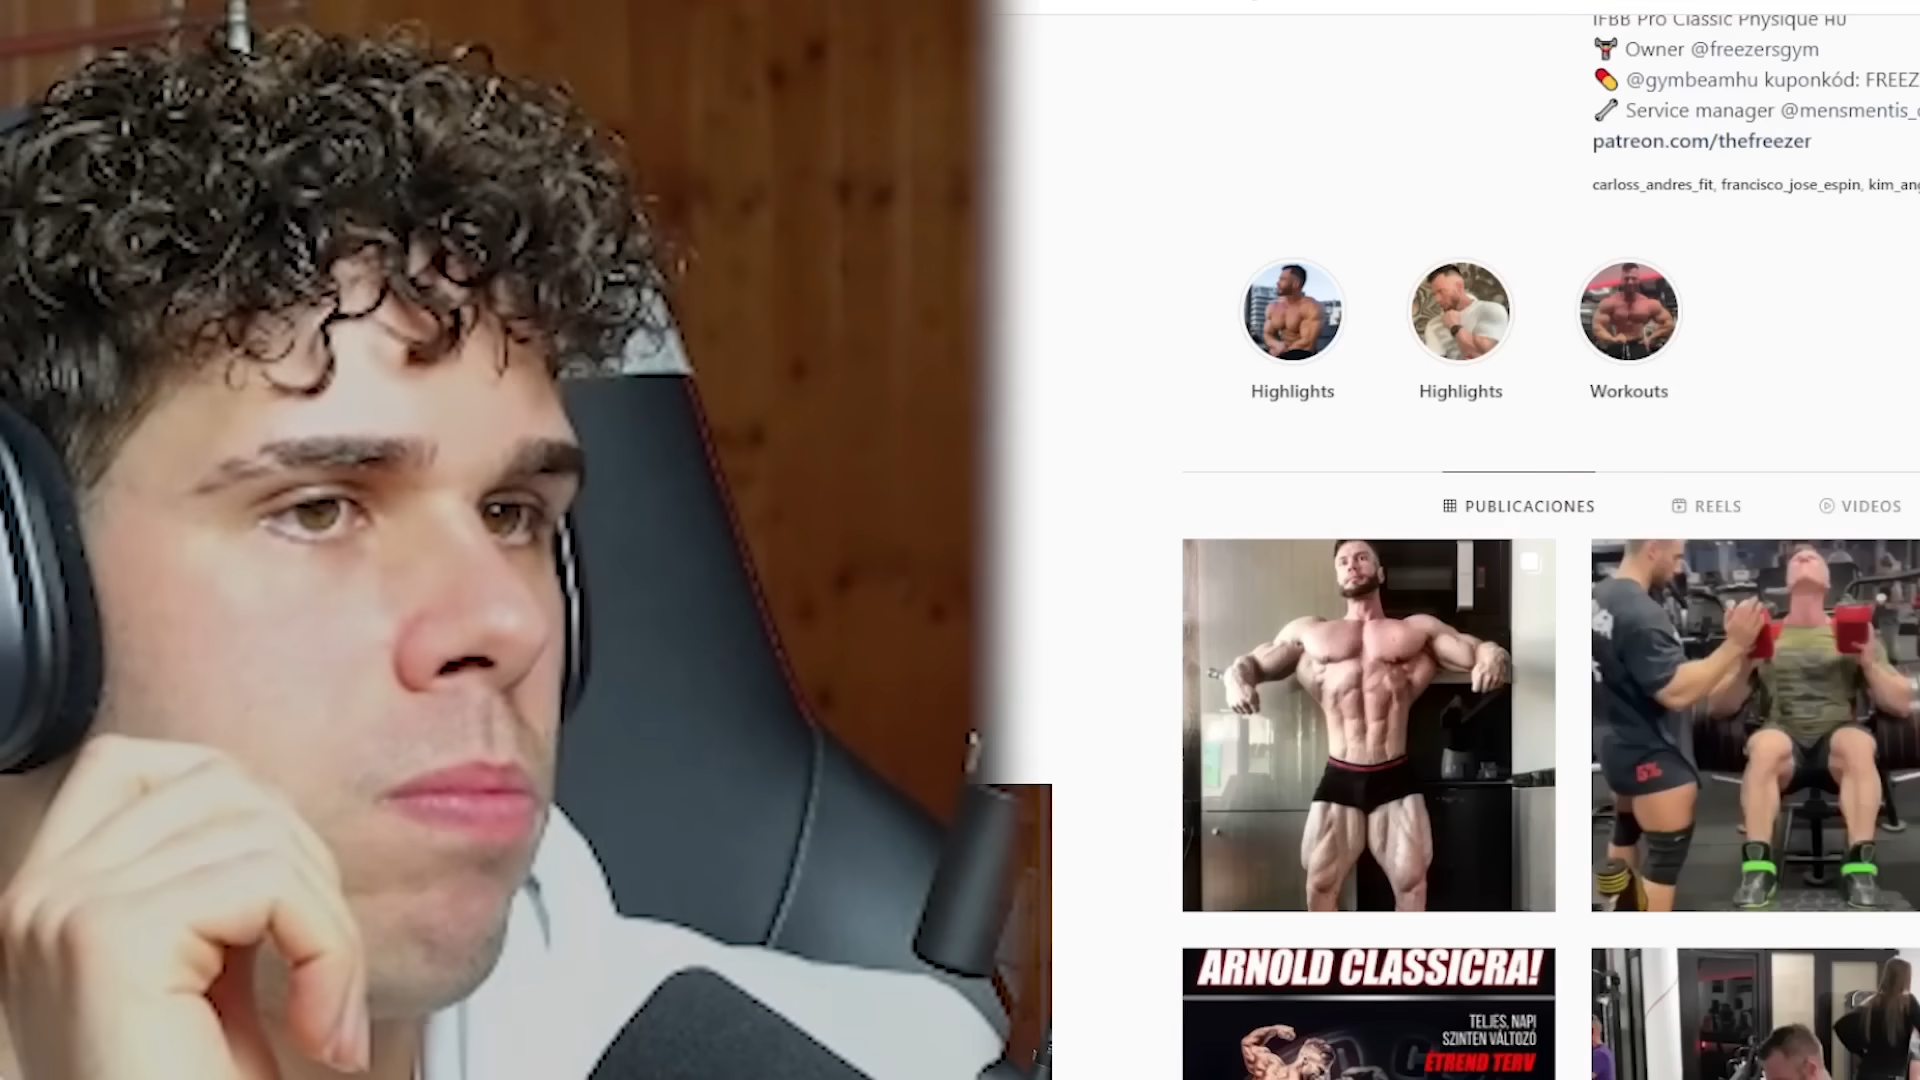 IFBB Pro Classic Physique HU
Owner @freezersgym
@gymbeamhu kuponkód: FREEZ
Service manager @mensmentis_
patreon.com/thefreezer
carloss_andres_fit, francisco_jose_espin, kim_an
Highlights
Highlights
Workouts
PUBLICACIONES
REELS
VIDEOS
5%
ARNOLD CLASSICRA!
TELJES, NAPI
SZINTEN VÁLTOZÓ
ÉTREND TERV